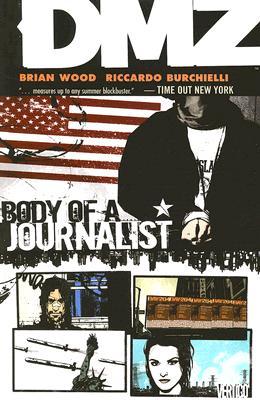 DMZ
BRIAN WOOD RICCARDO BURCHIELLI
". . . measures up to any summer blockbuster." — TIME OUT NEW YORK
BODY OF A
JOURNALIST
VERTIGO